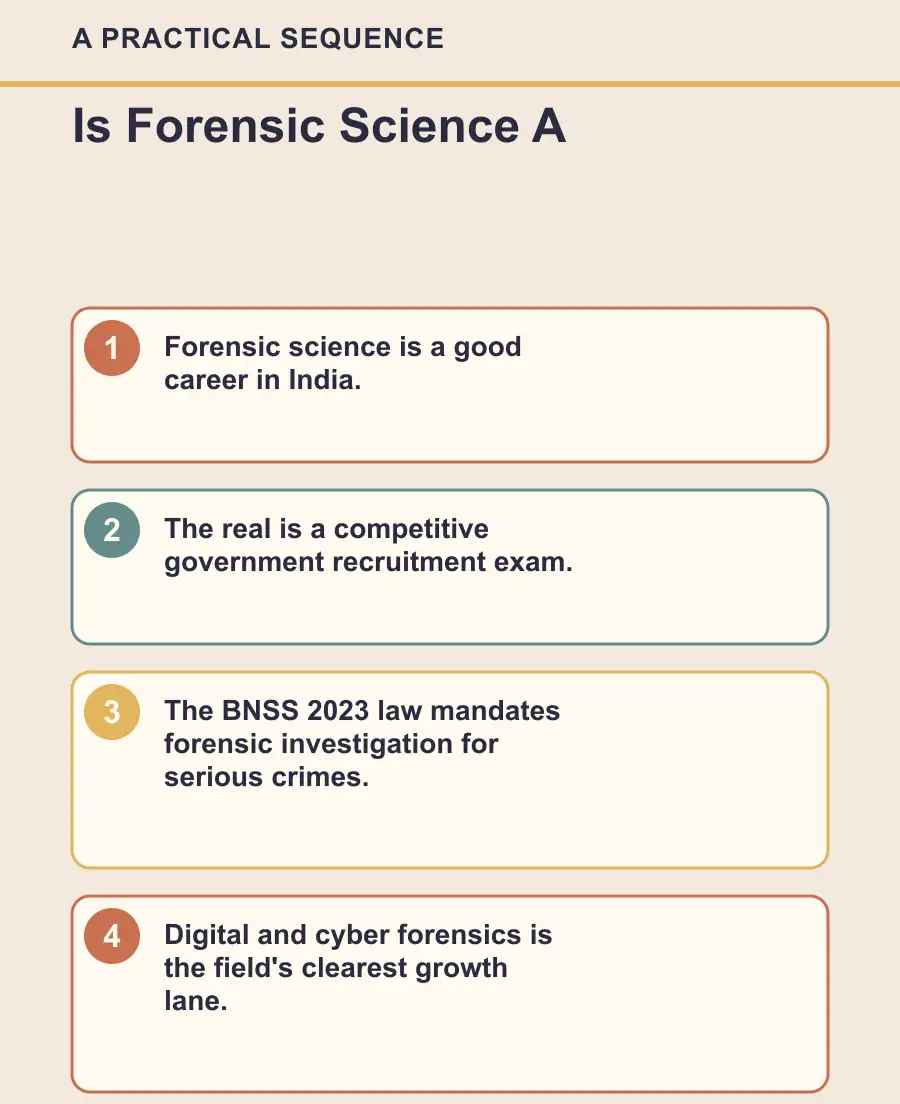 A PRACTICAL SEQUENCE
Is Forensic Science A
1
Forensic science is a good
career in India.
2
The real is a competitive
government recruitment exam.
3
The BNSS 2023 law mandates
forensic investigation for
serious crimes.
4
Digital and cyber forensics is
the field's clearest growth
lane.